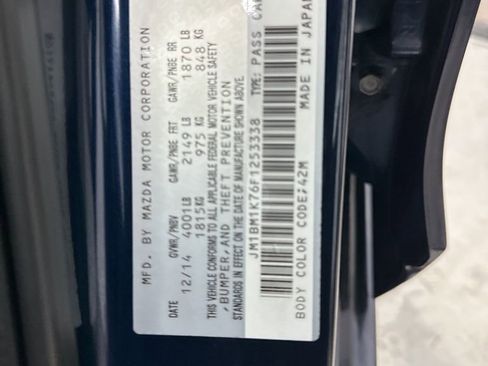 MFD. BY MAZDA MOTOR CORPORATION
DATE GVWR/PNBV GAWR/PNBE FRT GAWR/PNBE RR
12/14 4001LB 2149 LB 1870 LB
1815KG 975 KG 848 KG
THIS VEHICLE CONFORMS TO ALL APPLICABLE FEDERAL MOTOR VEHICLE SAFETY
,BUMPER,AND THEFT PREVENTION
STANDARDS IN EFFECT ON THE DATE OF MANUFACTURE SHOWN ABOVE.
JM1BM1K76F1253338 TYPE: PASS CAR
BODY COLOR CODE;42M MADE IN JAPAN